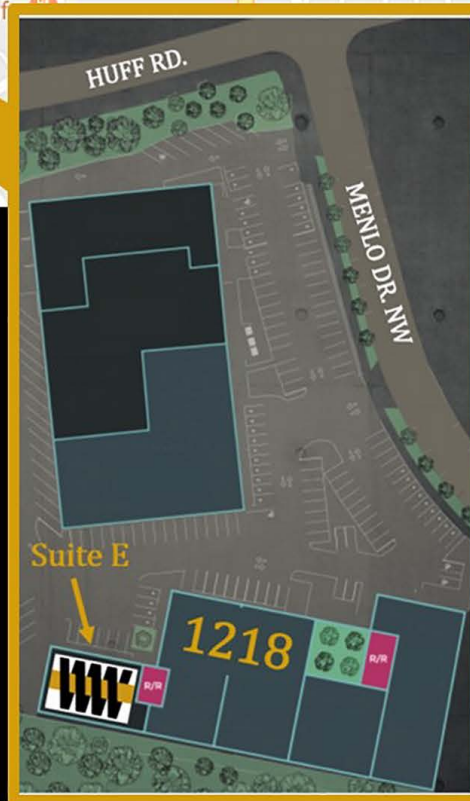 HUFF RD.
MENLO DR. NW
Suite E
1218
R/R
R/R